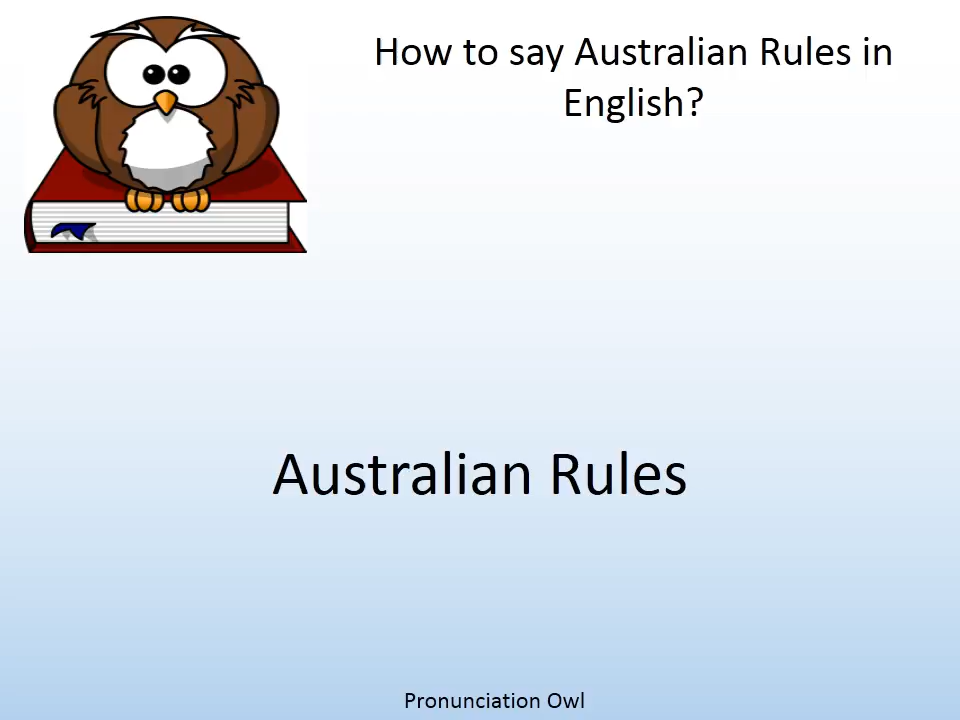 How to say Australian Rules in
English?
Australian Rules
Pronunciation Owl